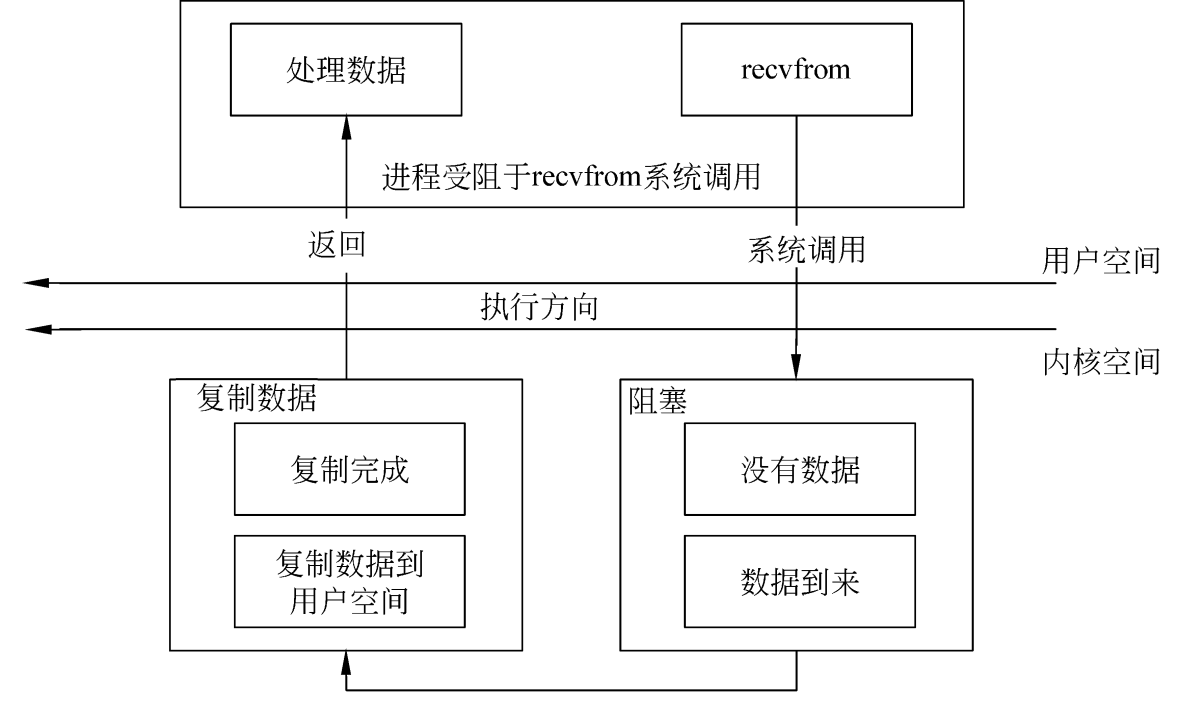 处理数据
recvfrom
进程受阻于recvfrom系统调用
返回
系统调用
用户空间
执行方向
内核空间
复制数据
阻塞
复制完成
没有数据
复制数据到
用户空间
数据到来